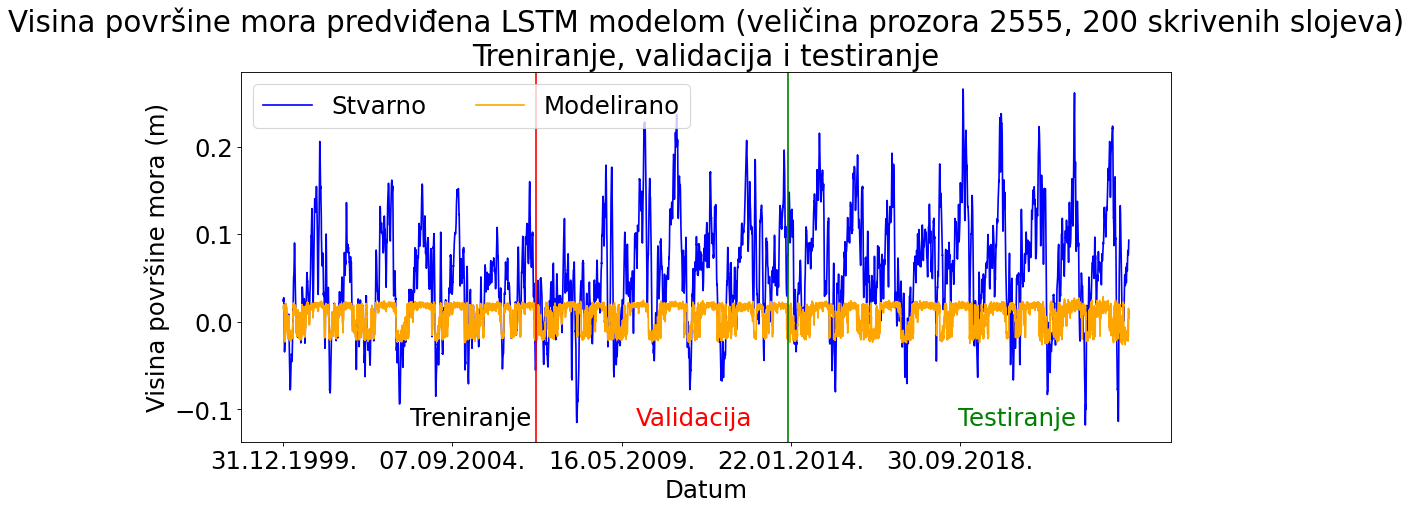 Visina površine mora predviđena LSTM modelom (veličina prozora 2555, 200 skrivenih slojeva)
Treniranje, validacija i testiranje
Stvarno Modelirano
Visina površine mora (m)
0.2
0.1
0.0
−0.1
Treniranje Validacija Testiranje
31.12.1999. 07.09.2004. 16.05.2009. 22.01.2014. 30.09.2018.
Datum